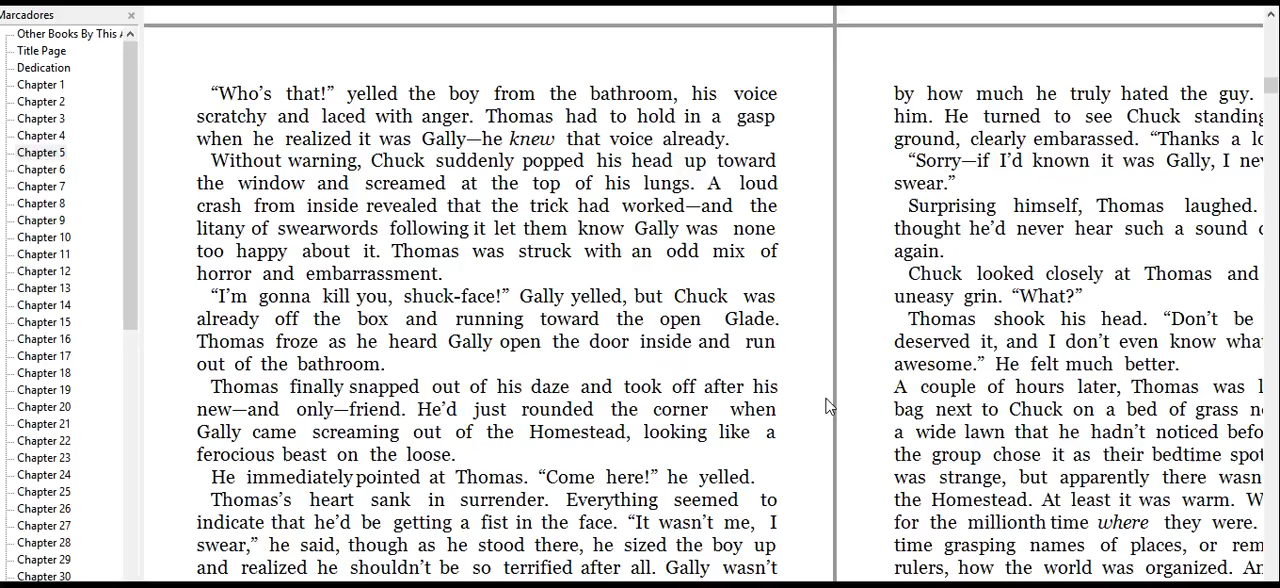 Marcadores
Other Books By This
Title Page
Dedication
Chapter 1
Chapter 2
Chapter 3
Chapter 4
Chapter 5
Chapter 6
Chapter 7
Chapter 8
Chapter 9
Chapter 10
Chapter 11
Chapter 12
Chapter 13
Chapter 14
Chapter 15
Chapter 16
Chapter 17
Chapter 18
Chapter 19
Chapter 20
Chapter 21
Chapter 22
Chapter 23
Chapter 24
Chapter 25
Chapter 26
Chapter 27
Chapter 28
Chapter 29
Chapter 30
“Who’s that!” yelled the boy from the bathroom, his voice
scratchy and laced with anger. Thomas had to hold in a gasp
when he realized it was Gally—he knew that voice already.
Without warning, Chuck suddenly popped his head up toward
the window and screamed at the top of his lungs. A loud
crash from inside revealed that the trick had worked—and the
litany of swearwords following it let them know Gally was none
too happy about it. Thomas was struck with an odd mix of
horror and embarrassment.
“I’m gonna kill you, shuck-face!” Gally yelled, but Chuck was
already off the box and running toward the open Glade.
Thomas froze as he heard Gally open the door inside and run
out of the bathroom.
Thomas finally snapped out of his daze and took off after his
new—and only—friend. He’d just rounded the corner when
Gally came screaming out of the Homestead, looking like a
ferocious beast on the loose.
He immediately pointed at Thomas. “Come here!” he yelled.
Thomas’s heart sank in surrender. Everything seemed to
indicate that he’d be getting a fist in the face. “It wasn’t me, I
swear,” he said, though as he stood there, he sized the boy up
and realized he shouldn’t be so terrified after all. Gally wasn’t
by how much he truly hated the guy.
him. He turned to see Chuck standing
ground, clearly embarassed. “Thanks a
“Sorry—if I’d known it was Gally, I
swear.”
Surprising himself, Thomas laughed.
thought he’d never hear such a sound
again.
Chuck looked closely at Thomas and
uneasy grin. “What?”
Thomas shook his head. “Don’t be
deserved it, and I don’t even know
awesome.” He felt much better.
A couple of hours later, Thomas was
bag next to Chuck on a bed of grass
a wide lawn that he hadn’t noticed
the group chose it as their bedtime
was strange, but apparently there
the Homestead. At least it was warm.
for the millionth time where they were.
time grasping names of places, or
rulers, how the world was organized.